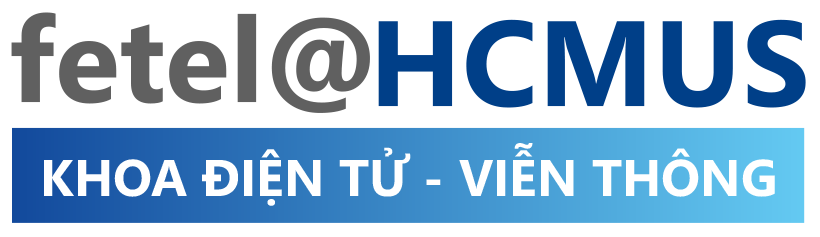 fetel@HCMUS
KHOA ĐIỆN TỬ - VIỄN THÔNG